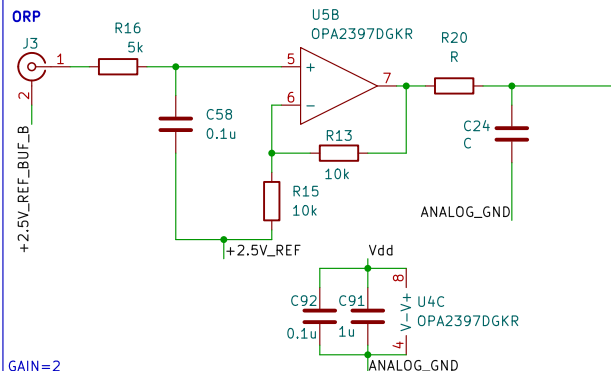 ORP
J3
1
2
+2.5V_REF_BUF_B
R16
5k
C58
0.1u
U5B
OPA2397DGKR
5
+
6
−
7
R13
10k
R15
10k
+2.5V_REF
R20
R
C24
C
ANALOG_GND
Vdd
C92
0.1u
C91
1u
8
V+
V-
4
U4C
OPA2397DGKR
ANALOG_GND
GAIN=2